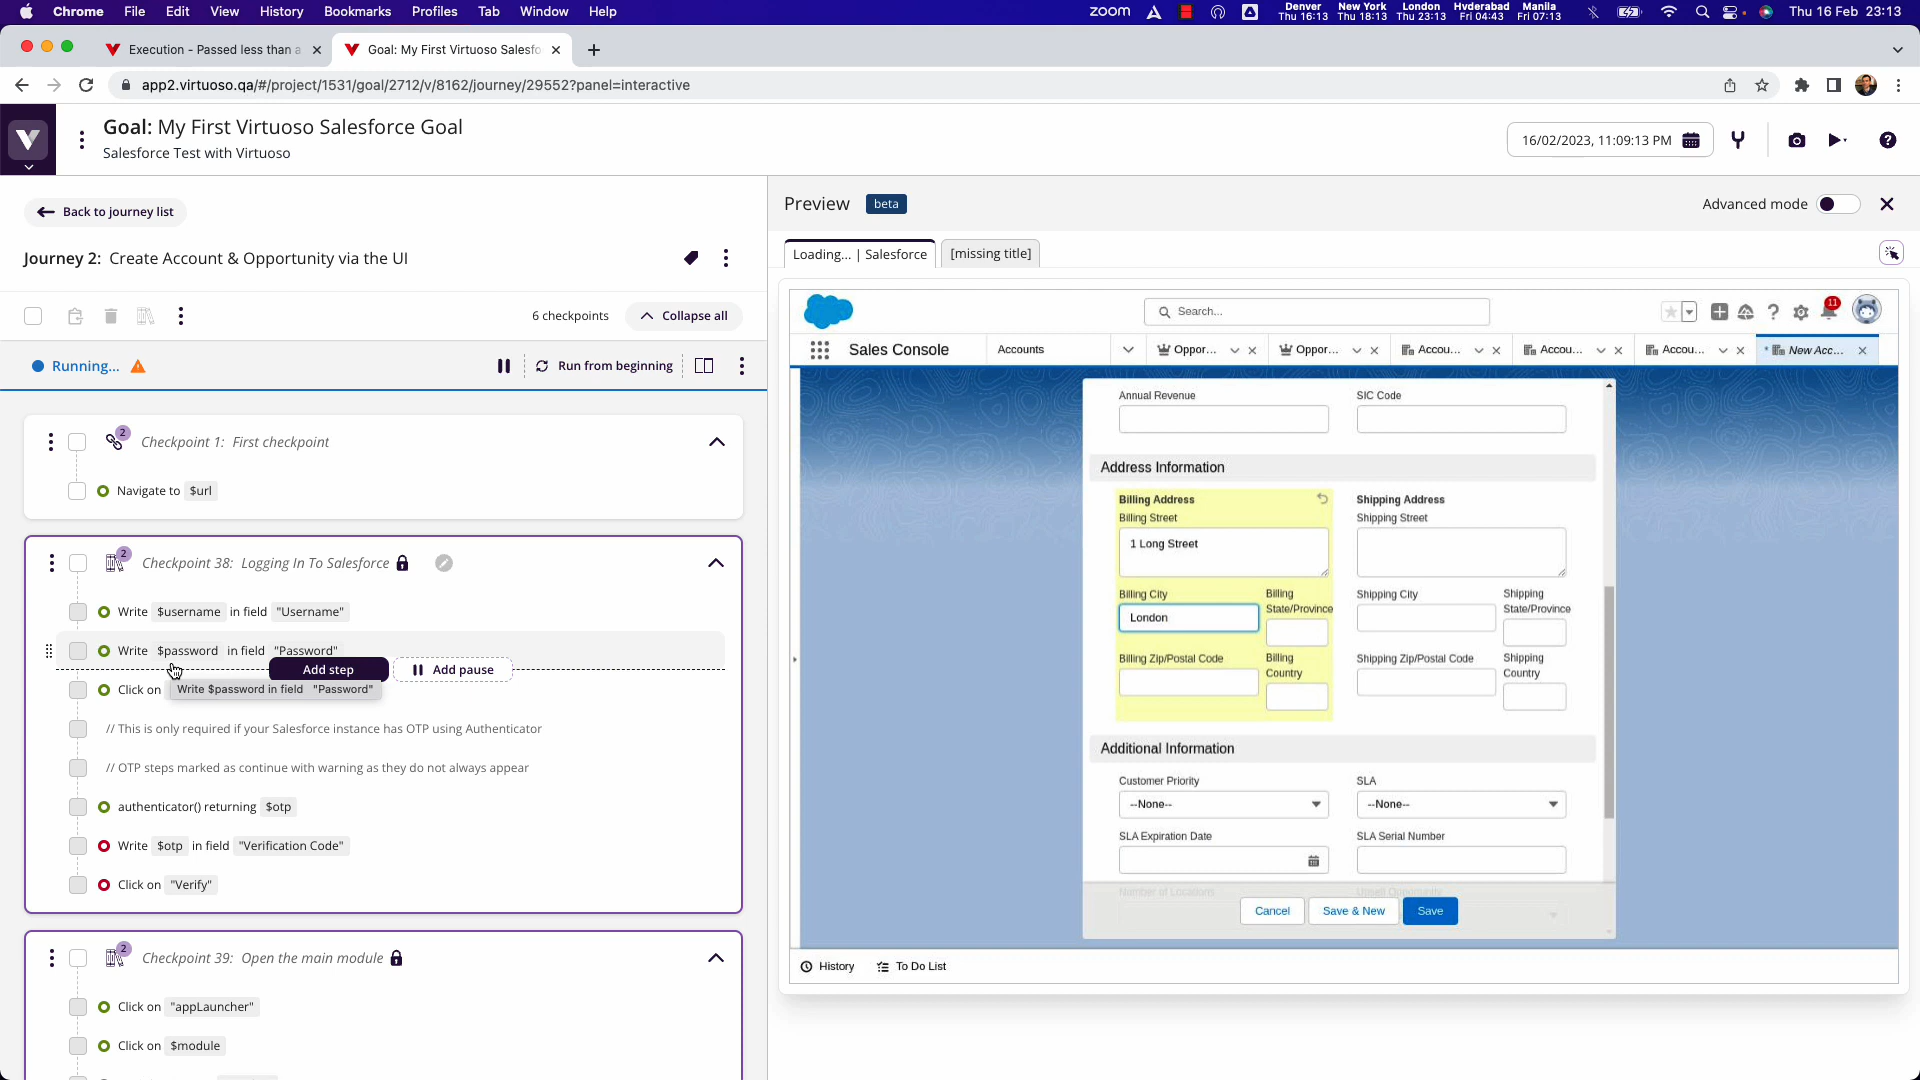 Chrome File Edit View History Bookmarks Profiles Tab Window Help
zoom
Denver New York London Hyderabad Manila
Thu 16:13 Thu 18:13 Thu 23:13 Fri 04:43 Fri 07:13
Thu 16 Feb 23:13
Execution - Passed less than a
Goal: My First Virtuoso Salesfo
app2.virtuoso.qa/#/project/1531/goal/2712/v/8162/journey/29552?panel=interactive
Goal: My First Virtuoso Salesforce Goal
Salesforce Test with Virtuoso
16/02/2023, 11:09:13 PM
Back to journey list
Journey 2: Create Account & Opportunity via the UI
6 checkpoints
Collapse all
Running...
Run from beginning
2
Checkpoint 1: First checkpoint
Navigate to $url
2
Checkpoint 38: Logging In To Salesforce
Write $username in field "Username"
Write $password in field "Password"
Add step
Add pause
Click on
Write $password in field "Password"
// This is only required if your Salesforce instance has OTP using Authenticator
// OTP steps marked as continue with warning as they do not always appear
authenticator() returning $otp
Write $otp in field "Verification Code"
Click on "Verify"
2
Checkpoint 39: Open the main module
Click on "appLauncher"
Click on $module
Preview beta
Advanced mode
Loading... | Salesforce
[missing title]
Search...
11
Sales Console
Accounts
Oppor...
Oppor...
Accou...
Accou...
Accou...
* New Acc...
Annual Revenue
SIC Code
Address Information
Billing Address
Shipping Address
Billing Street
Shipping Street
1 Long Street
Billing City
Billing State/Province
Shipping City
Shipping State/Province
London
Billing Zip/Postal Code
Billing Country
Shipping Zip/Postal Code
Shipping Country
Additional Information
Customer Priority
SLA
--None--
--None--
SLA Expiration Date
SLA Serial Number
Number of Locations
Upsell Opportunity
Cancel
Save & New
Save
History
To Do List